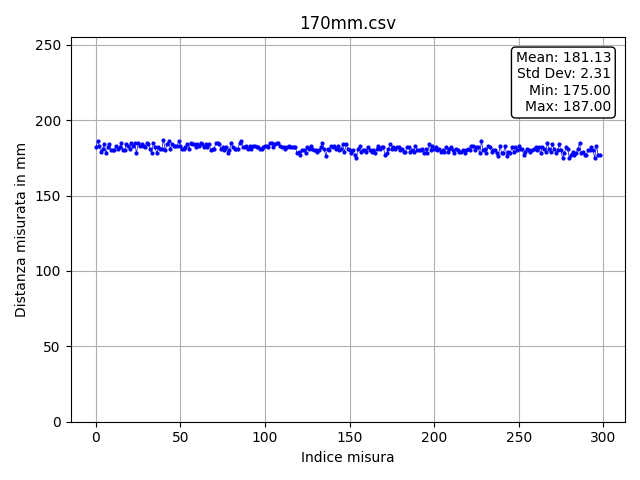 170mm.csv
Mean: 181.13
Std Dev: 2.31
Min: 175.00
Max: 187.00
250
200
150
100
50
0
Distanza misurata in mm
0 50 100 150 200 250 300
Indice misura